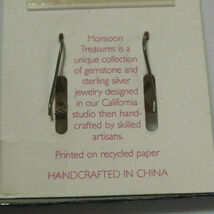 Monsoon
Treasures is a
unique collection
of gemstone and
sterling silver
jewelry designed
in our California
studio then hand-
crafted by skilled
artisans.
Printed on recycled paper
HANDCRAFTED IN CHINA